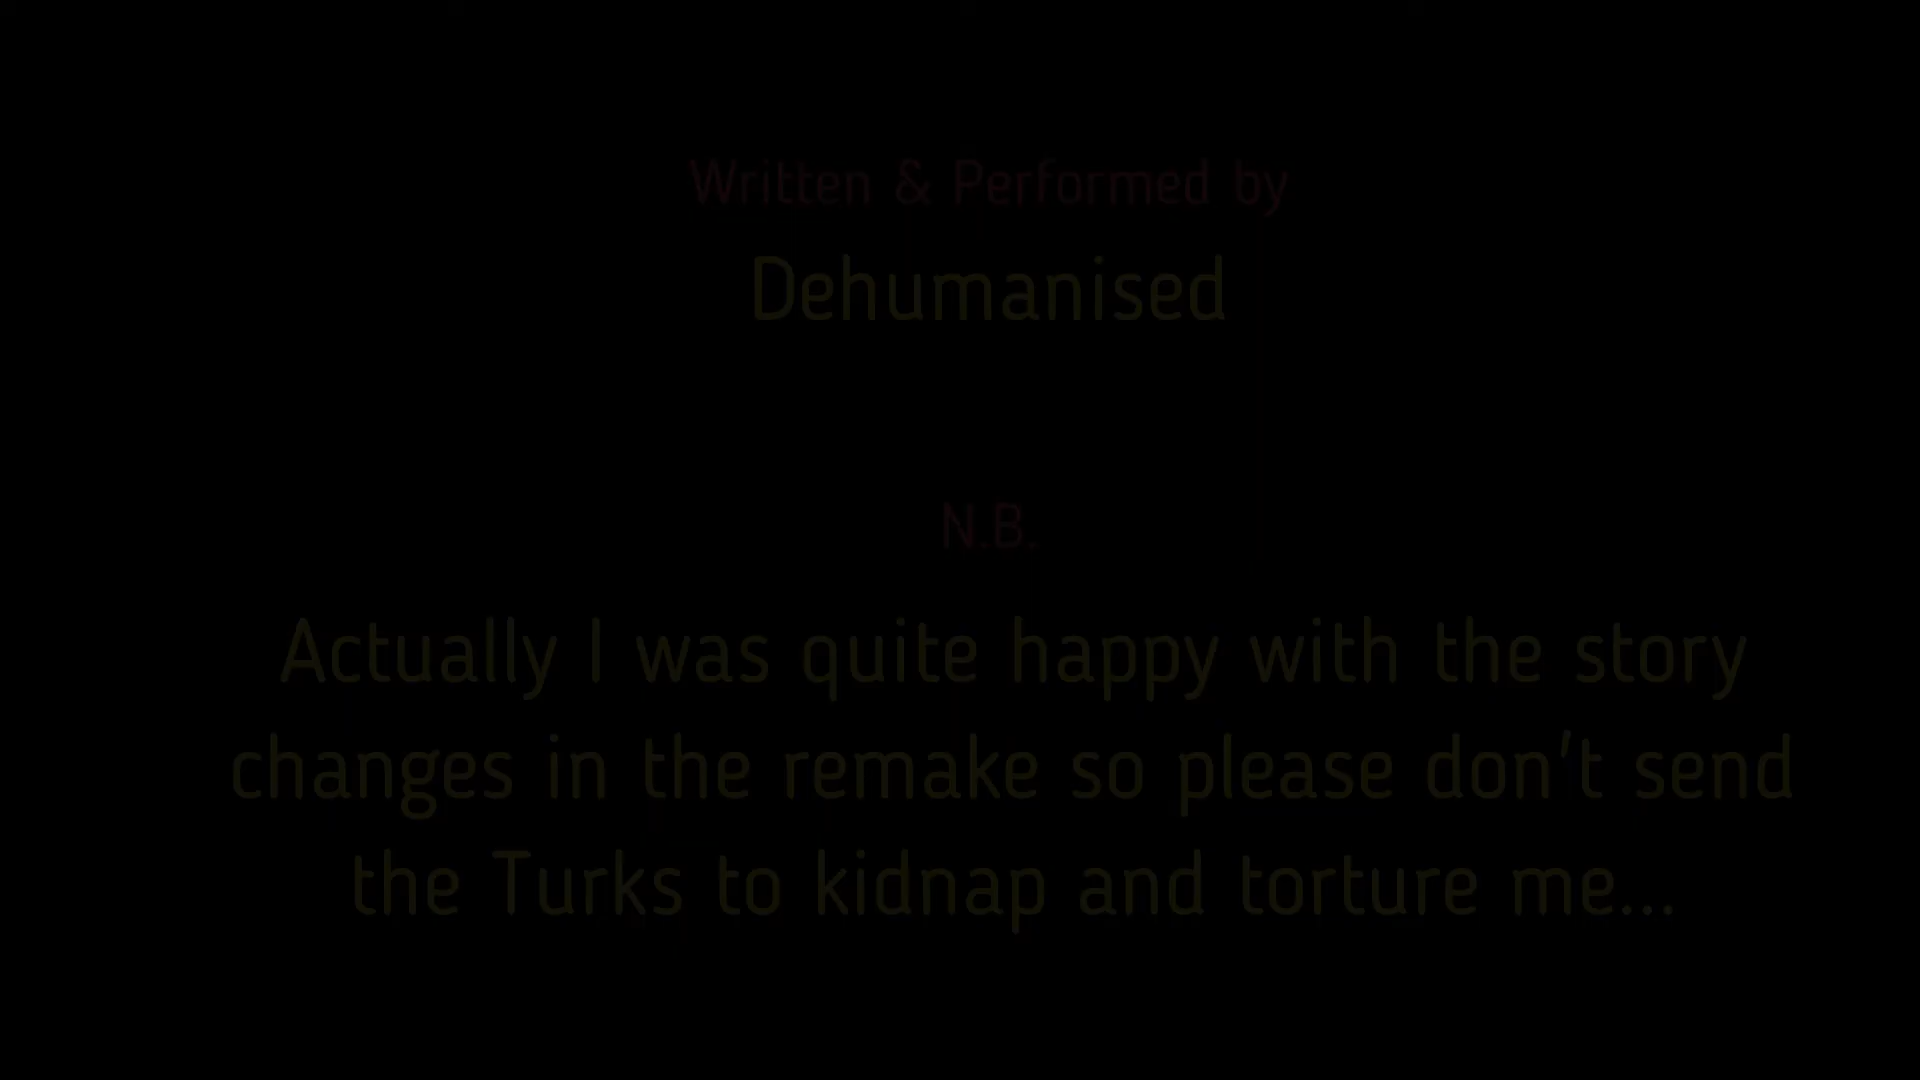 Written & Performed by
Dehumanised
N.B.
Actually I was quite happy with the story
changes in the remake so please don't send
the Turks to kidnap and torture me...